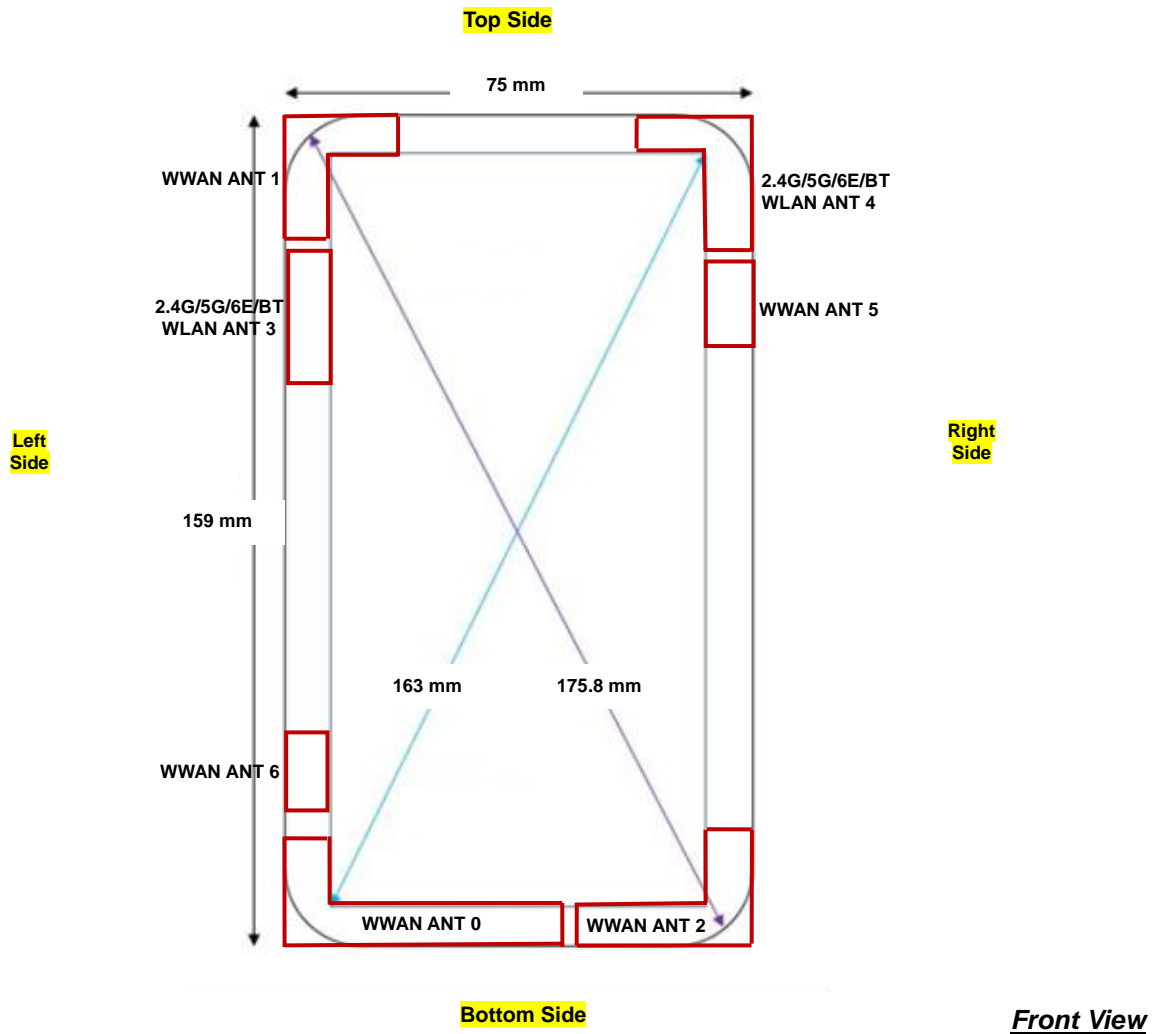 Top Side
75 mm
WWAN ANT 1
2.4G/5G/6E/BT
WLAN ANT 4
2.4G/5G/6E/BT
WLAN ANT 3
WWAN ANT 5
Left
Side
Right
Side
159 mm
163 mm
175.8 mm
WWAN ANT 6
WWAN ANT 0
WWAN ANT 2
Bottom Side
Front View